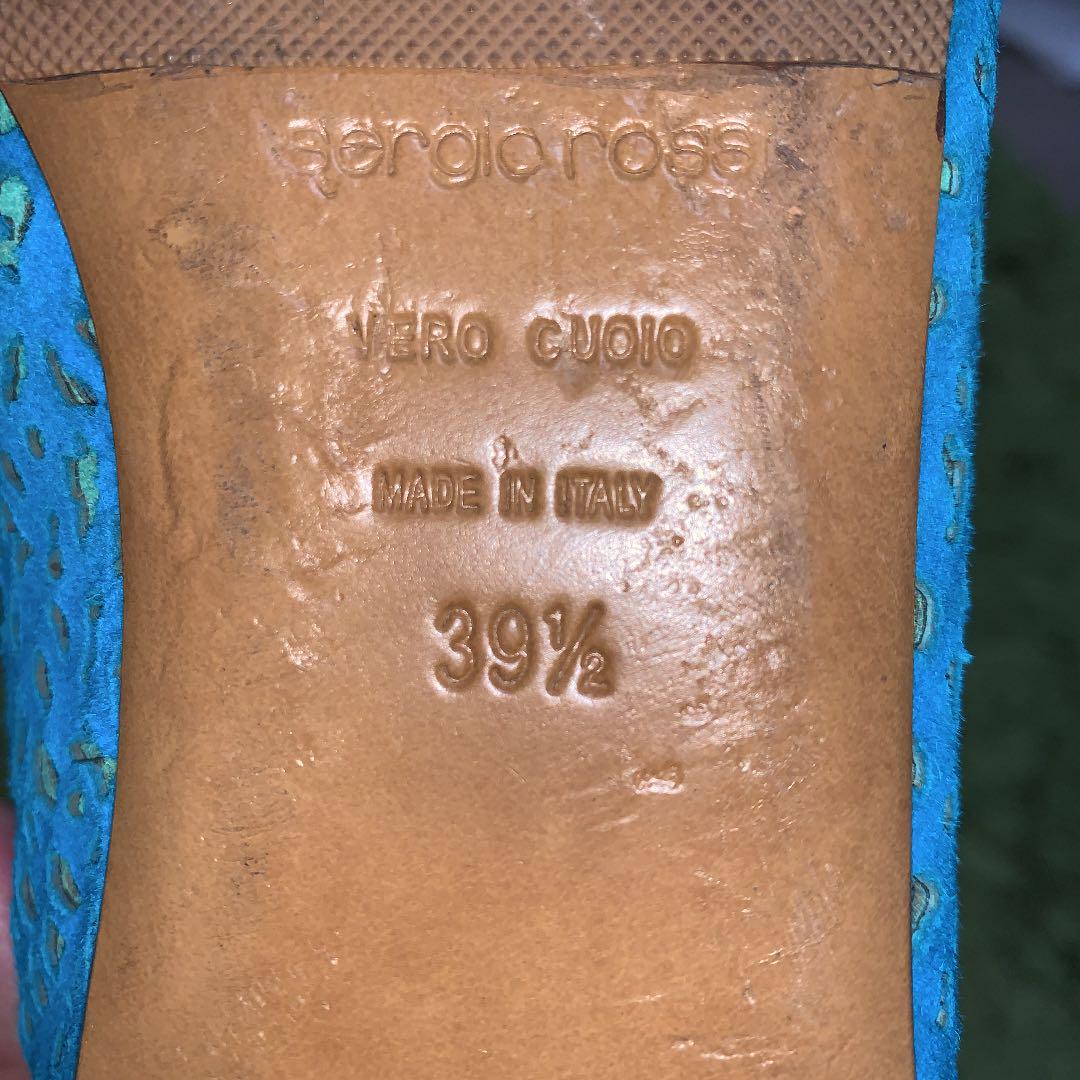 sergio rossi
VERO CUOIO
MADE IN ITALY
39½